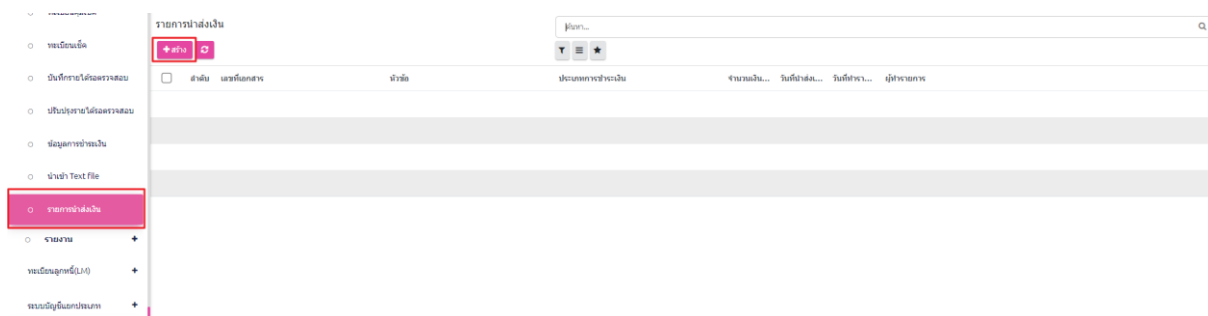 รายการนำส่งเงิน
ค้นหา...
+สร้าง
ลำดับ เลขที่เอกสาร หัวข้อ ประเภทการชำระเงิน จำนวนเงิน... วันที่นำส่ง... วันที่ทำรา... ผู้ทำรายการ
ทะเบียนเช็ค
บันทึกรายได้รอตรวจสอบ
ปรับปรุงรายได้รอตรวจสอบ
ข้อมูลการชำระเงิน
นำเข้า Text file
รายการนำส่งเงิน
รายงาน +
ทะเบียนลูกหนี้(LM) +
ระบบบัญชีแยกประเภท +